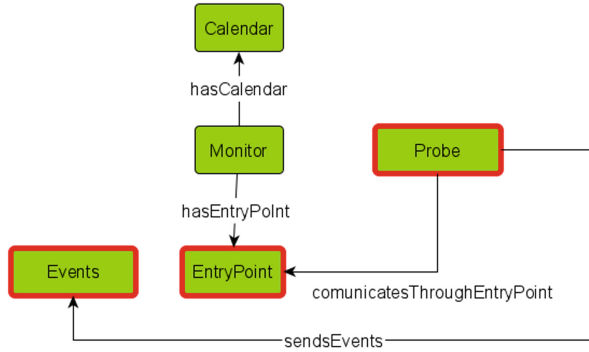 Calendar
hasCalendar
Monitor
Probe
hasEntryPoInt
Events
EntryPoint
comunicatesThroughEntryPoint
sendsEvents